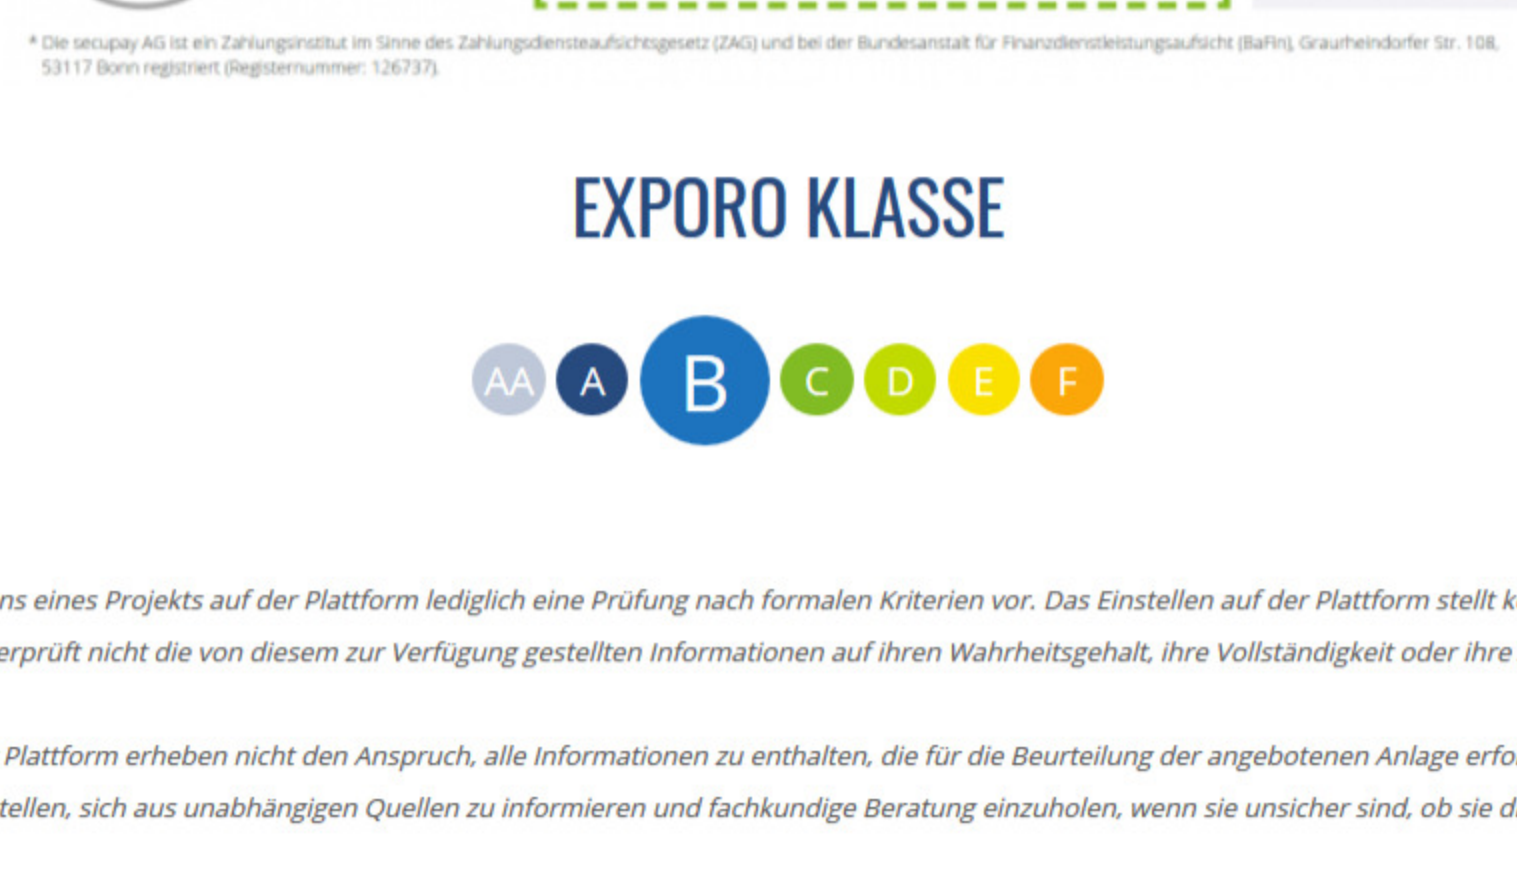 * Die secupay AG ist ein Zahlungsinstitut im Sinne des Zahlungsdiensteaufsichtsgesetz (ZAG) und bei der Bundesanstalt für Finanzdienstleistungsaufsicht (BaFin), Graurheindorfer Str. 108,
53117 Bonn registriert (Registernummer: 126737).
EXPORO KLASSE
AA A B C D E F
ns eines Projekts auf der Plattform lediglich eine Prüfung nach formalen Kriterien vor. Das Einstellen auf der Plattform stellt
erprüft nicht die von diesem zur Verfügung gestellten Informationen auf ihren Wahrheitsgehalt, ihre Vollständigkeit oder ihre
Plattform erheben nicht den Anspruch, alle Informationen zu enthalten, die für die Beurteilung der angebotenen Anlage erfo
tellen, sich aus unabhängigen Quellen zu informieren und fachkundige Beratung einzuholen, wenn sie unsicher sind, ob sie